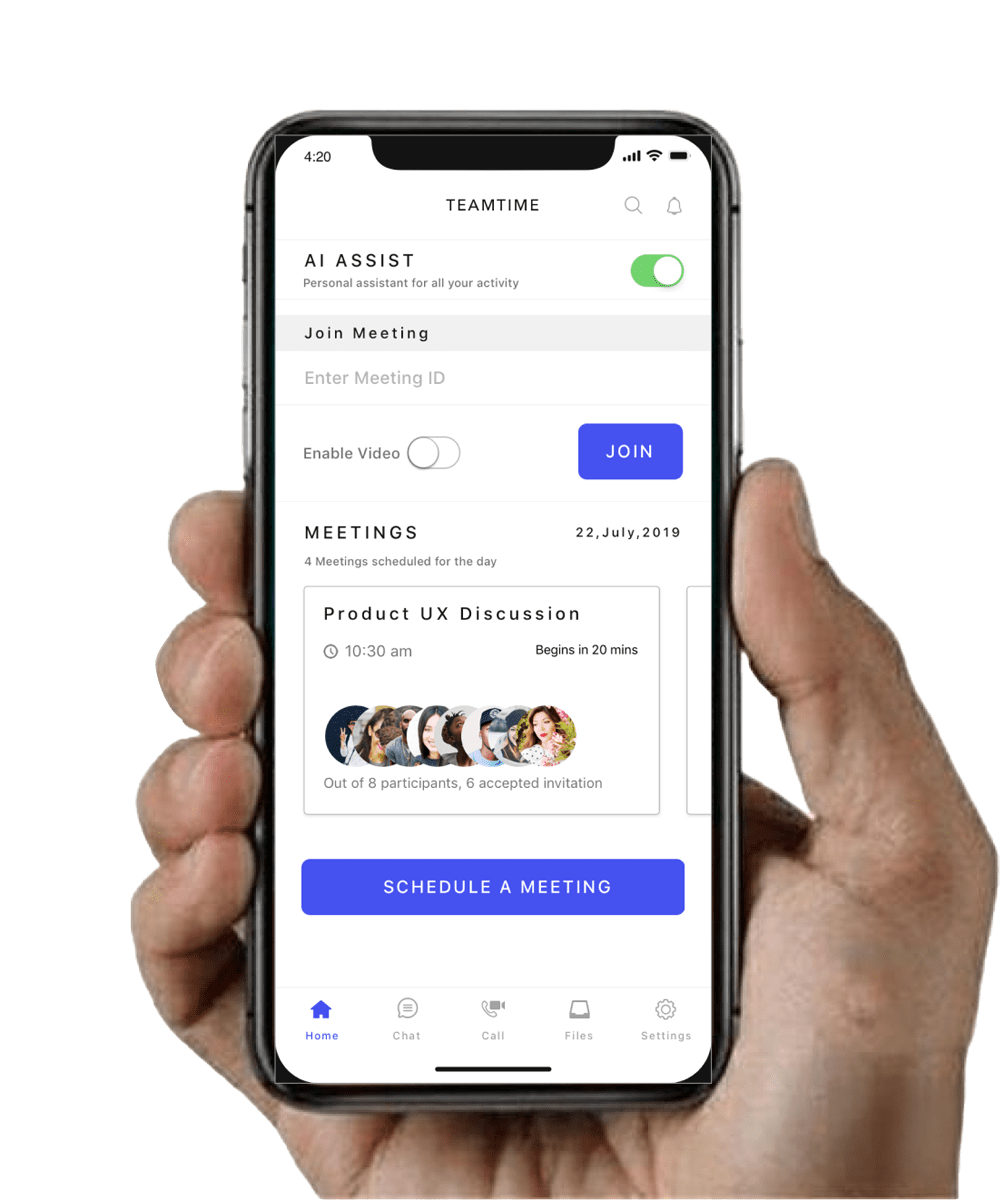 4:20
TEAMTIME
AI ASSIST
Personal assistant for all your activity
Join Meeting
Enter Meeting ID
Enable Video
JOIN
MEETINGS
22,July,2019
4 Meetings scheduled for the day
Product UX Discussion
10:30 am
Begins in 20 mins
Out of 8 participants, 6 accepted invitation
SCHEDULE A MEETING
Home
Chat
Call
Files
Settings